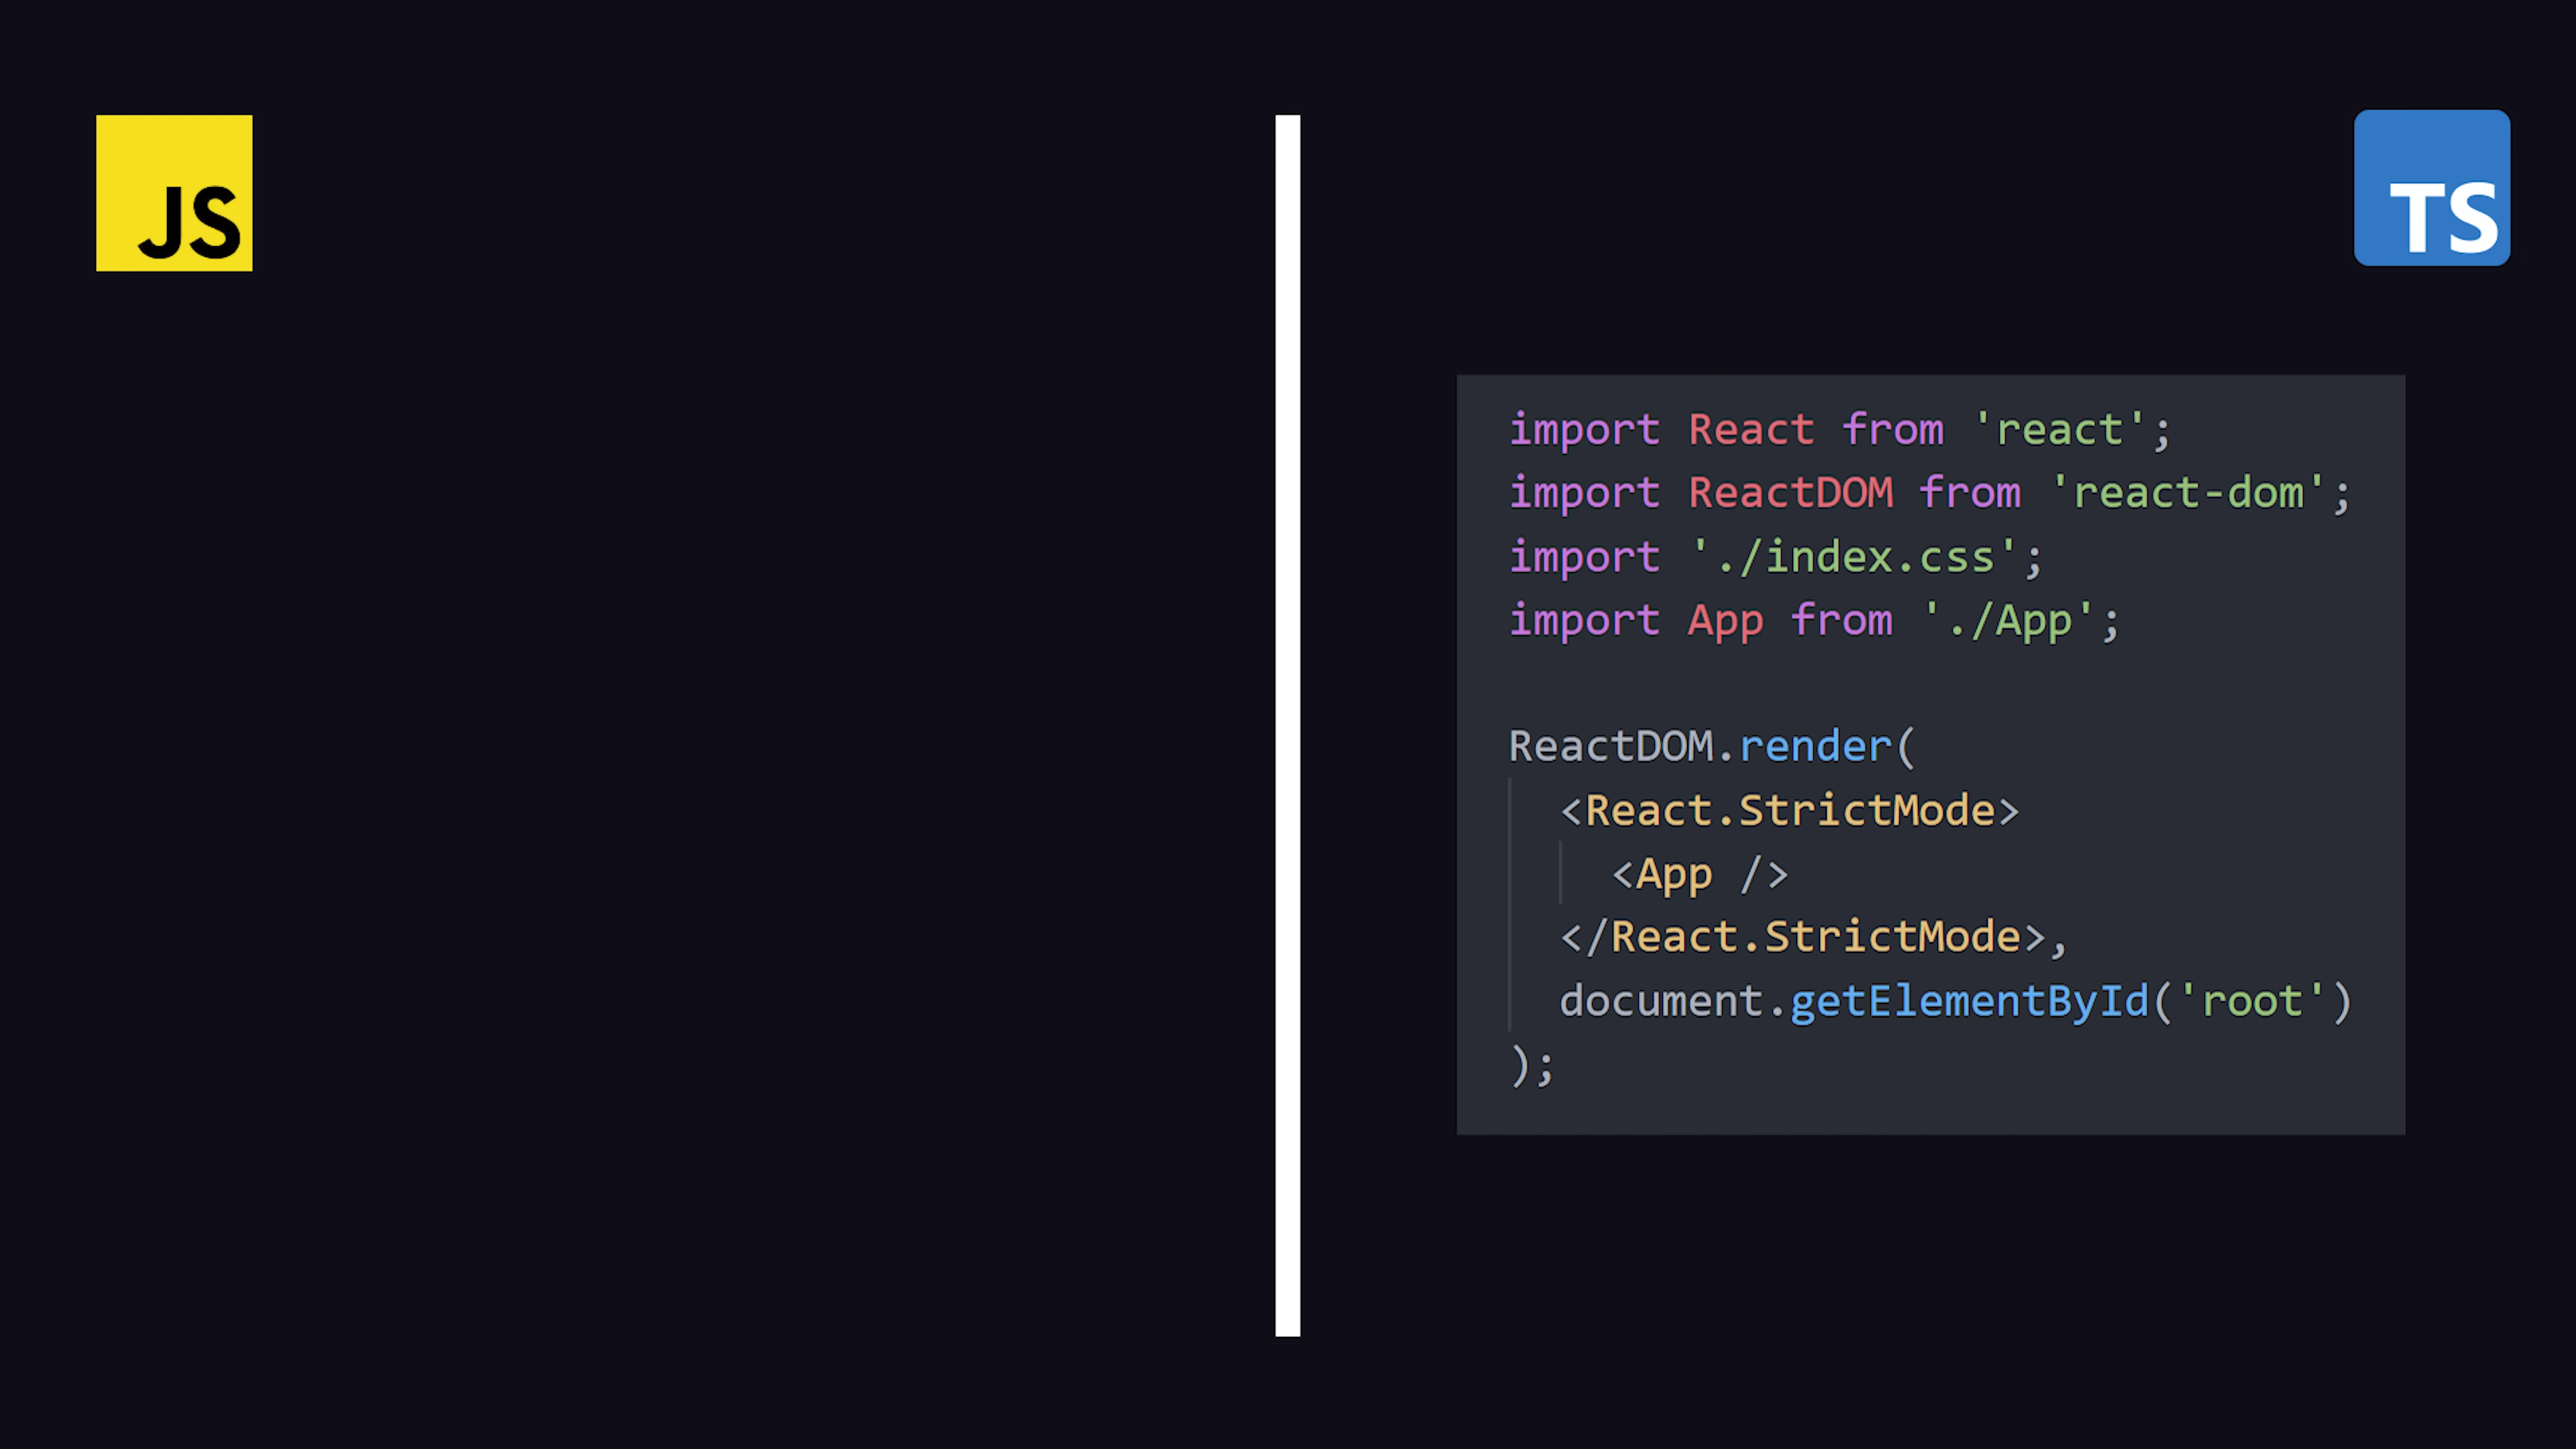 JS
TS
import React from 'react';
import ReactDOM from 'react-dom';
import './index.css';
import App from './App';
ReactDOM.render(
<React.StrictMode>
<App />
</React.StrictMode>,
document.getElementById('root')
);